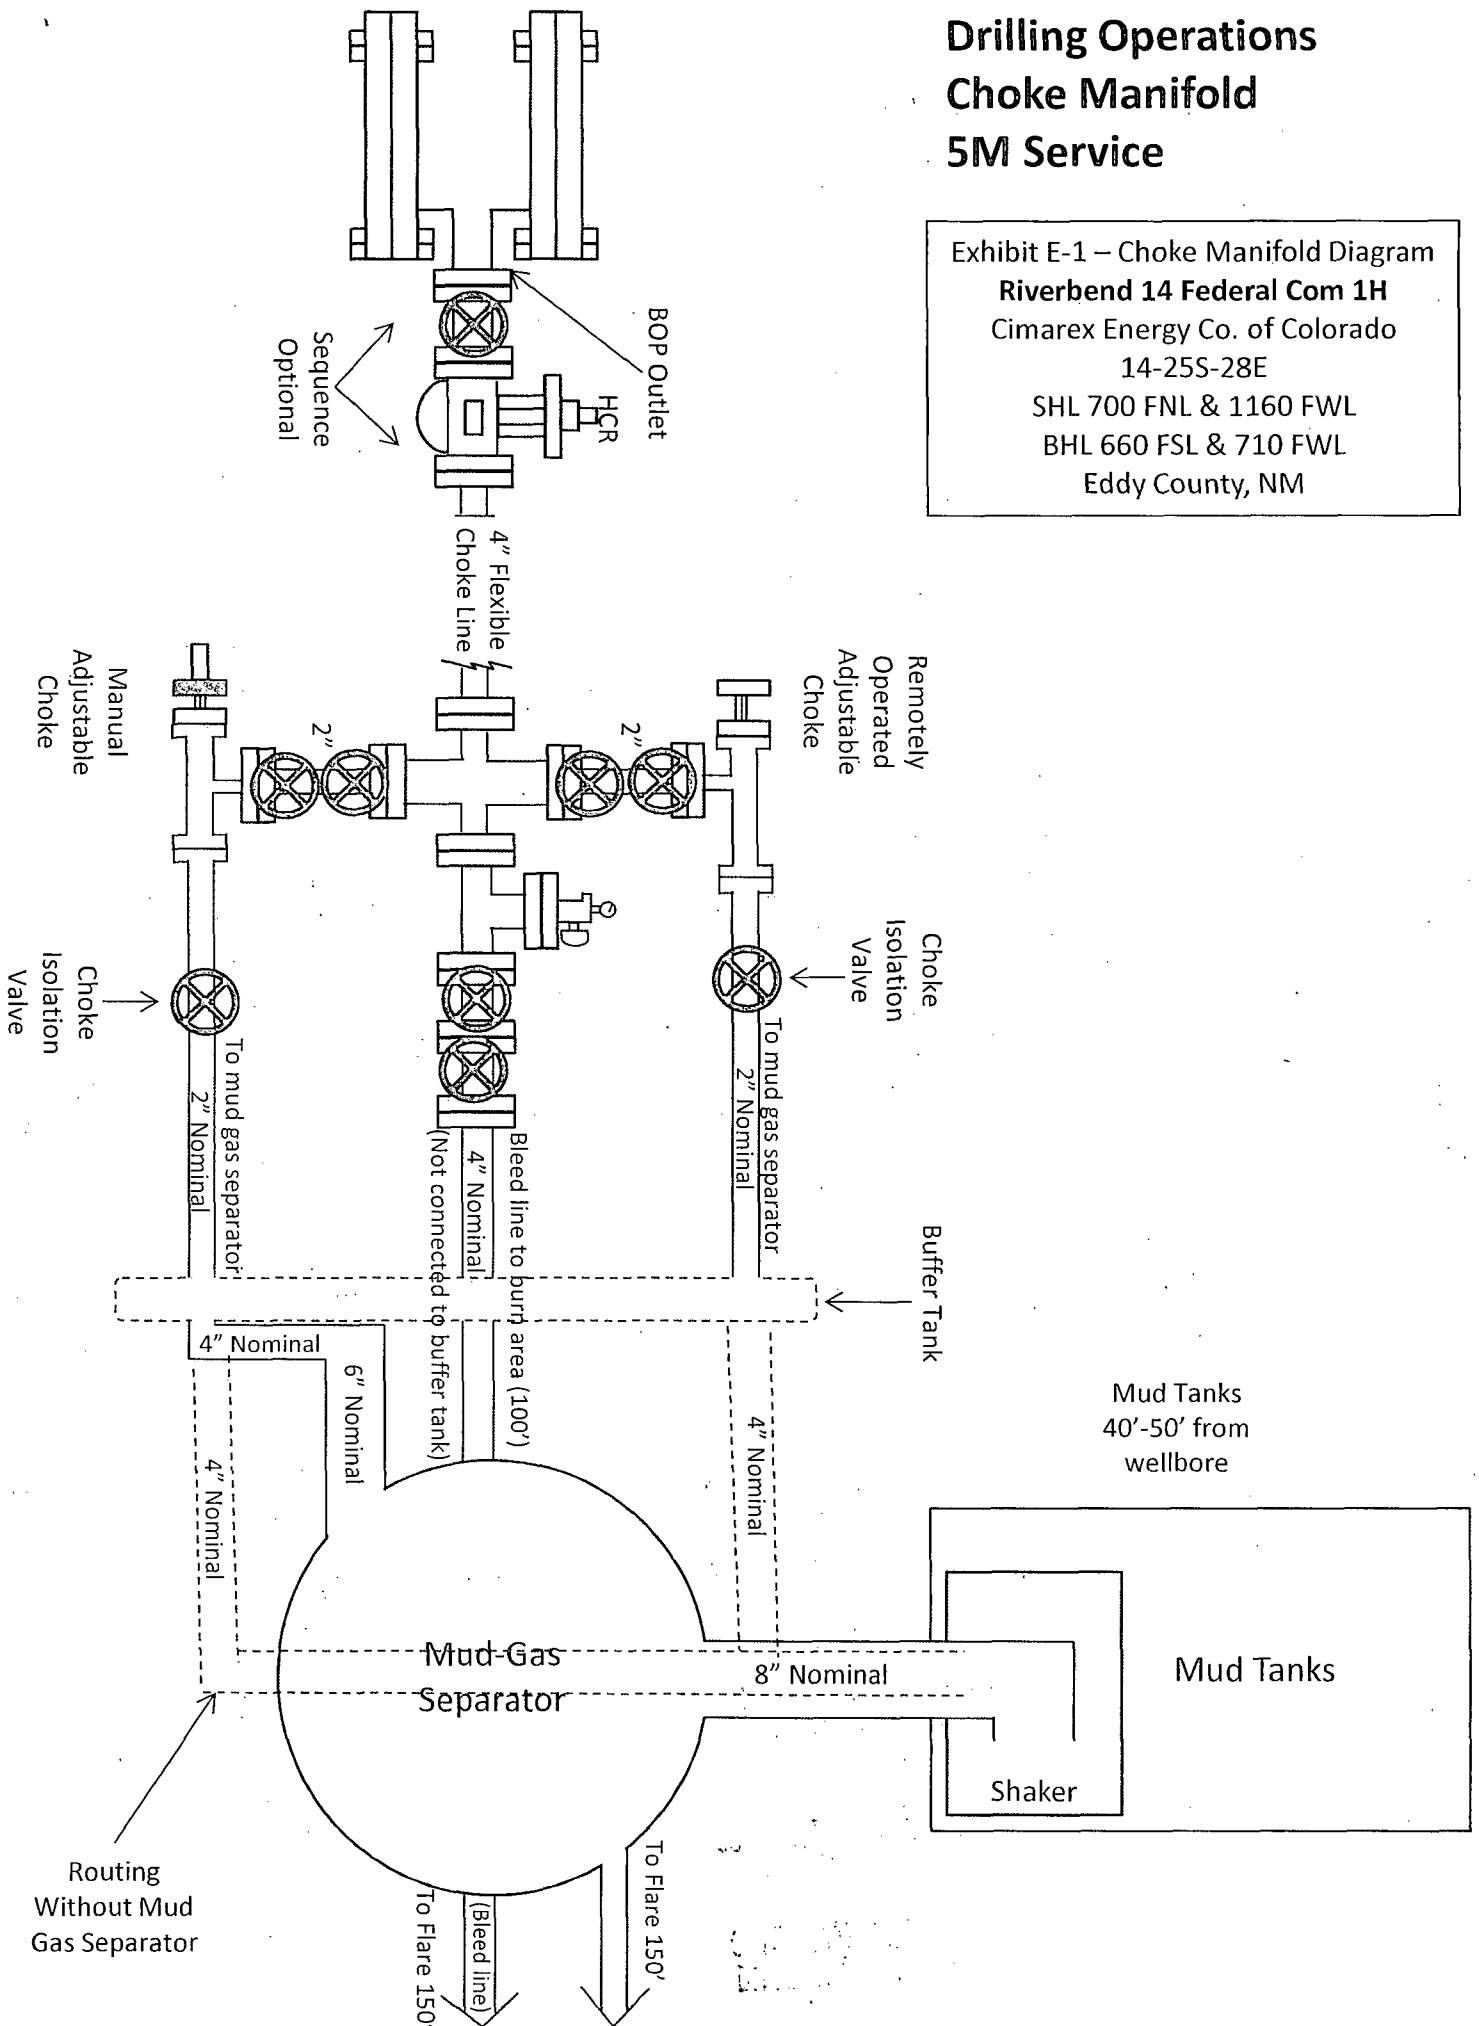 Drilling Operations
Choke Manifold
5M Service
Exhibit E-1 – Choke Manifold Diagram
Riverbend 14 Federal Com 1H
Cimarex Energy Co. of Colorado
14-25S-28E
SHL 700 FNL & 1160 FWL
BHL 660 FSL & 710 FWL
Eddy County, NM
BOP Outlet
HCR
Sequence
Optional
4” Flexible
Choke Line
Remotely
Operated
Adjustable
Choke
Manual
Adjustable
Choke
2”
2”
Choke
Isolation
Valve
Choke
Isolation
Valve
To mud gas separator
2” Nominal
To mud gas separator
2” Nominal
Bleed line to burn area (100’)
4” Nominal
(Not connected to buffer tank)
Buffer Tank
4” Nominal
6” Nominal
4” Nominal
4” Nominal
Mud Tanks
40’-50’ from
wellbore
Mud-Gas
Separator
8” Nominal
Mud Tanks
Shaker
Routing
Without Mud
Gas Separator
To Flare 150’
(Bleed line)
To Flare 150’